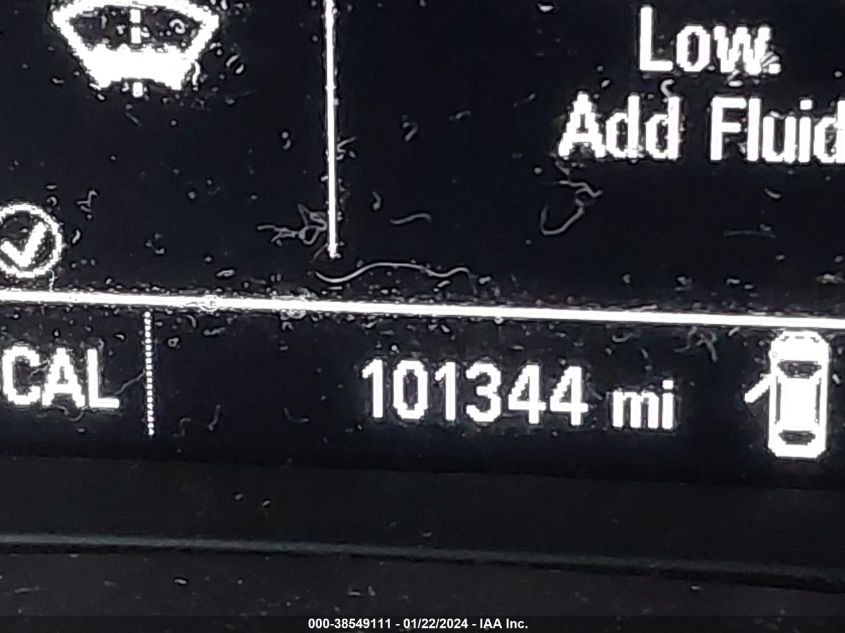 Low.
Add Fluid
CAL
101344 mi
000-38549111 - 01/22/2024 - IAA Inc.